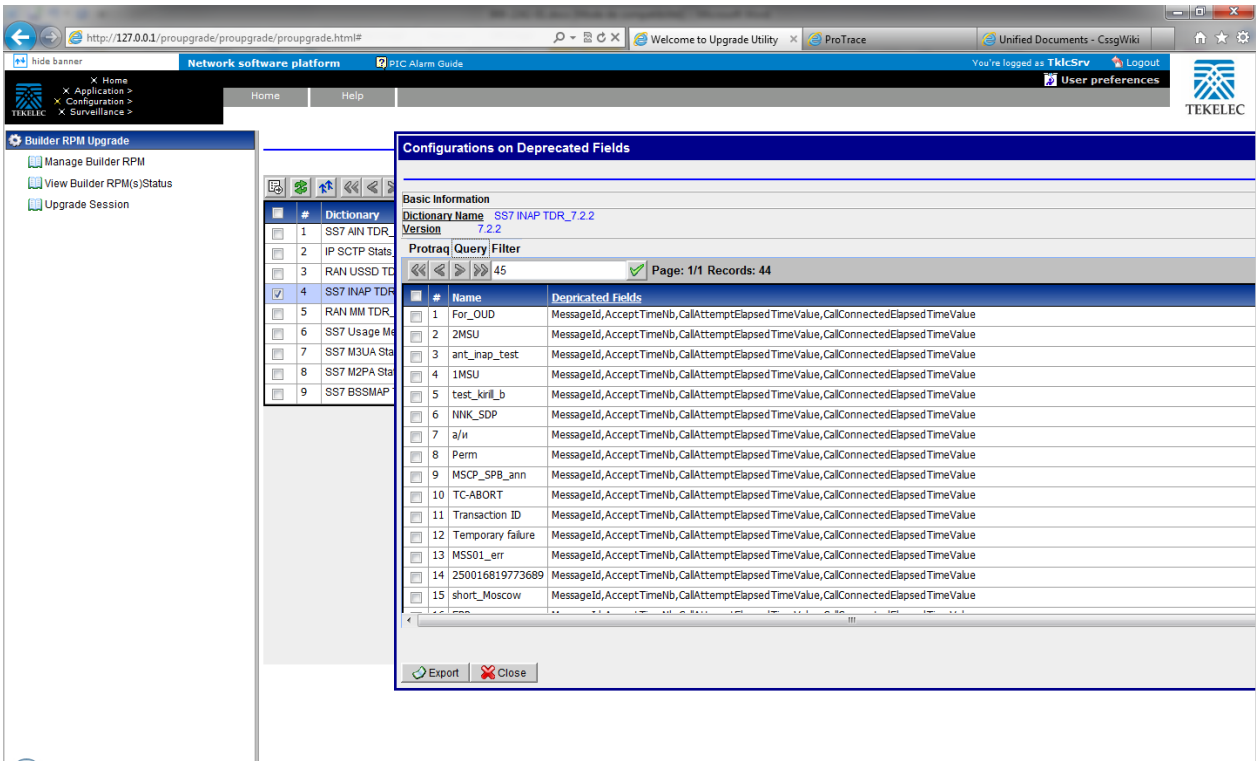 http://127.0.0.1/proupgrade/proupgrade/proupgrade.html#
Welcome to Upgrade Utility
ProTrace
Unified Documents - CssgWiki
hide banner
Network software platform
PIC Alarm Guide
You're logged as TklcSrv
Logout
Home
Application >
Configuration >
Surveillance >
TEKELEC
Home
Help
User preferences
TEKELEC
Builder RPM Upgrade
Manage Builder RPM
View Builder RPM(s)Status
Upgrade Session
# Dictionary
1 SS7 AIN TDR_
2 IP SCTP Stats_
3 RAN USSD TD
4 SS7 INAP TDR
5 RAN MM TDR_
6 SS7 Usage Me
7 SS7 M3UA Sta
8 SS7 M2PA Stat
9 SS7 BSSMAP
Configurations on Deprecated Fields
Basic Information
Dictionary Name SS7 INAP TDR_7.2.2
Version 7.2.2
Protraq Query Filter
45 Page: 1/1 Records: 44
# Name Depricated Fields
1 For_OUD MessageId,AcceptTimeNb,CallAttemptElapsedTimeValue,CallConnectedElapsedTimeValue
2 2MSU MessageId,AcceptTimeNb,CallAttemptElapsedTimeValue,CallConnectedElapsedTimeValue
3 ant_inap_test MessageId,AcceptTimeNb,CallAttemptElapsedTimeValue,CallConnectedElapsedTimeValue
4 1MSU MessageId,AcceptTimeNb,CallAttemptElapsedTimeValue,CallConnectedElapsedTimeValue
5 test_kirill_b MessageId,AcceptTimeNb,CallAttemptElapsedTimeValue,CallConnectedElapsedTimeValue
6 NNK_SDP MessageId,AcceptTimeNb,CallAttemptElapsedTimeValue,CallConnectedElapsedTimeValue
7 а/и MessageId,AcceptTimeNb,CallAttemptElapsedTimeValue,CallConnectedElapsedTimeValue
8 Perm MessageId,AcceptTimeNb,CallAttemptElapsedTimeValue,CallConnectedElapsedTimeValue
9 MSCP_SPB_ann MessageId,AcceptTimeNb,CallAttemptElapsedTimeValue,CallConnectedElapsedTimeValue
10 TC-ABORT MessageId,AcceptTimeNb,CallAttemptElapsedTimeValue,CallConnectedElapsedTimeValue
11 Transaction ID MessageId,AcceptTimeNb,CallAttemptElapsedTimeValue,CallConnectedElapsedTimeValue
12 Temporary failure MessageId,AcceptTimeNb,CallAttemptElapsedTimeValue,CallConnectedElapsedTimeValue
13 MSS01_err MessageId,AcceptTimeNb,CallAttemptElapsedTimeValue,CallConnectedElapsedTimeValue
14 250016819773689 MessageId,AcceptTimeNb,CallAttemptElapsedTimeValue,CallConnectedElapsedTimeValue
15 short_Moscow MessageId,AcceptTimeNb,CallAttemptElapsedTimeValue,CallConnectedElapsedTimeValue
Export
Close